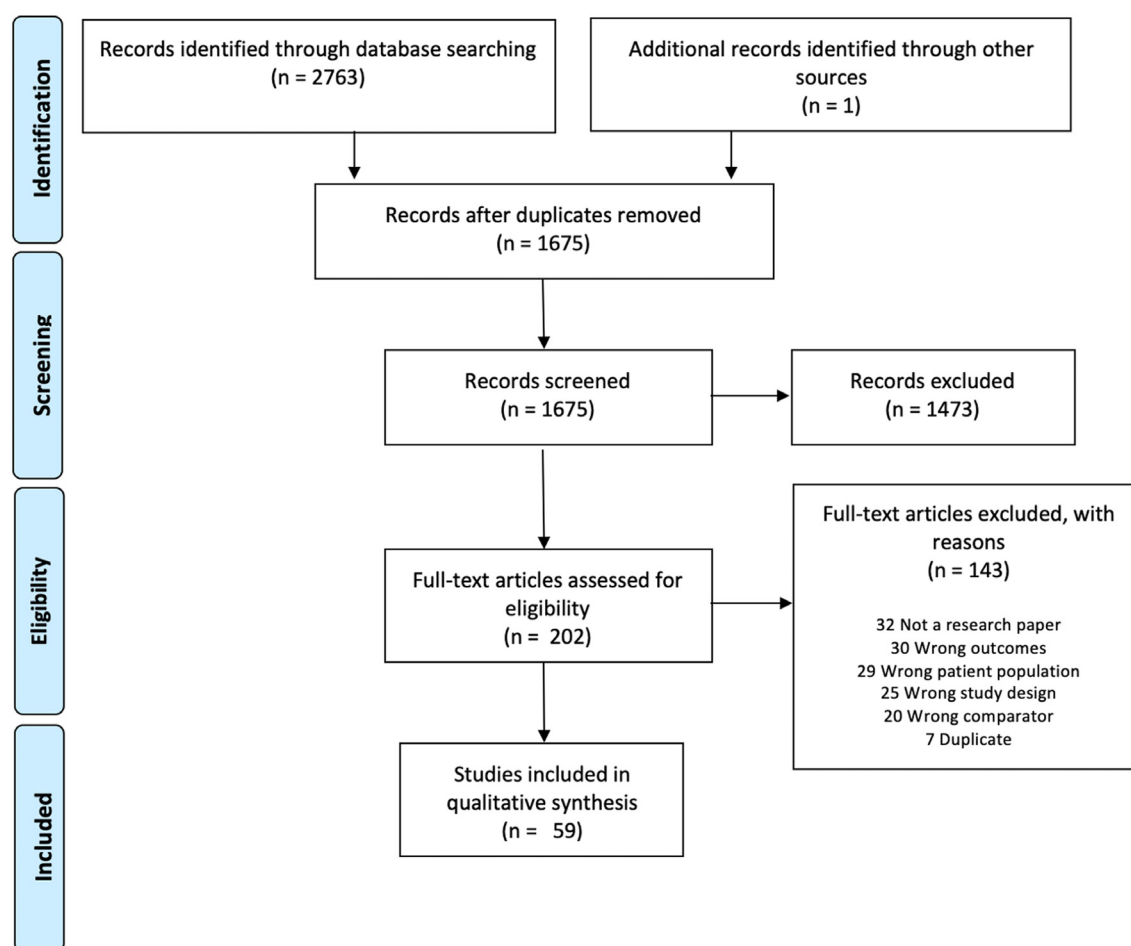 Identification
Records identified through database searching
(n = 2763)
Additional records identified through other
sources
(n = 1)
Records after duplicates removed
(n = 1675)
Screening
Records screened
(n = 1675)
Records excluded
(n = 1473)
Eligibility
Full-text articles assessed for
eligibility
(n = 202)
Full-text articles excluded, with
reasons
(n = 143)
32 Not a research paper
30 Wrong outcomes
29 Wrong patient population
25 Wrong study design
20 Wrong comparator
7 Duplicate
Included
Studies included in
qualitative synthesis
(n = 59)